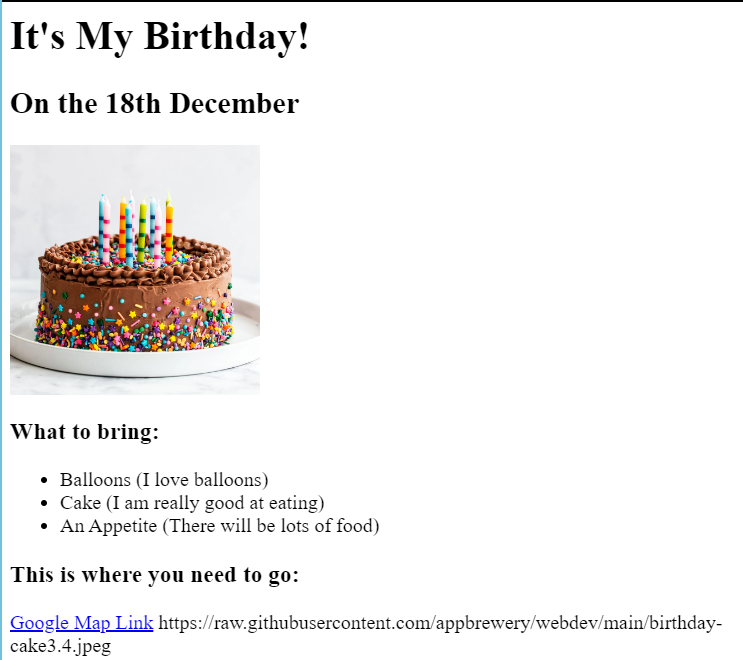 It's My Birthday!
On the 18th December
What to bring:
Balloons (I love balloons)
Cake (I am really good at eating)
An Appetite (There will be lots of food)
This is where you need to go:
Google Map Link https://raw.githubusercontent.com/appbrewery/webdev/main/birthday-
cake3.4.jpeg